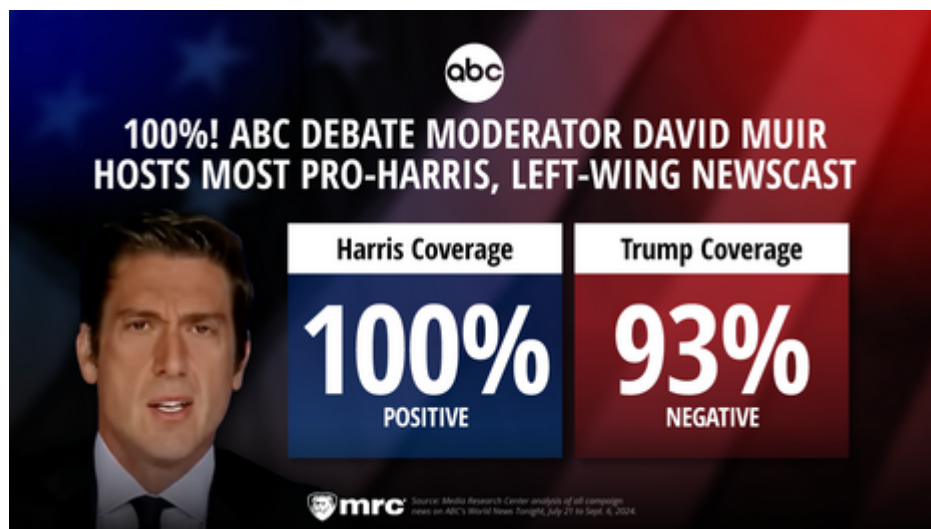 abc
100%! ABC DEBATE MODERATOR DAVID MUIR
HOSTS MOST PRO-HARRIS, LEFT-WING NEWSCAST
Harris Coverage
100%
POSITIVE
Trump Coverage
93%
NEGATIVE
mrc
Source: Media Research Center analysis of all campaign
news on ABC's World News Tonight, July 21 to Sept. 6, 2024.